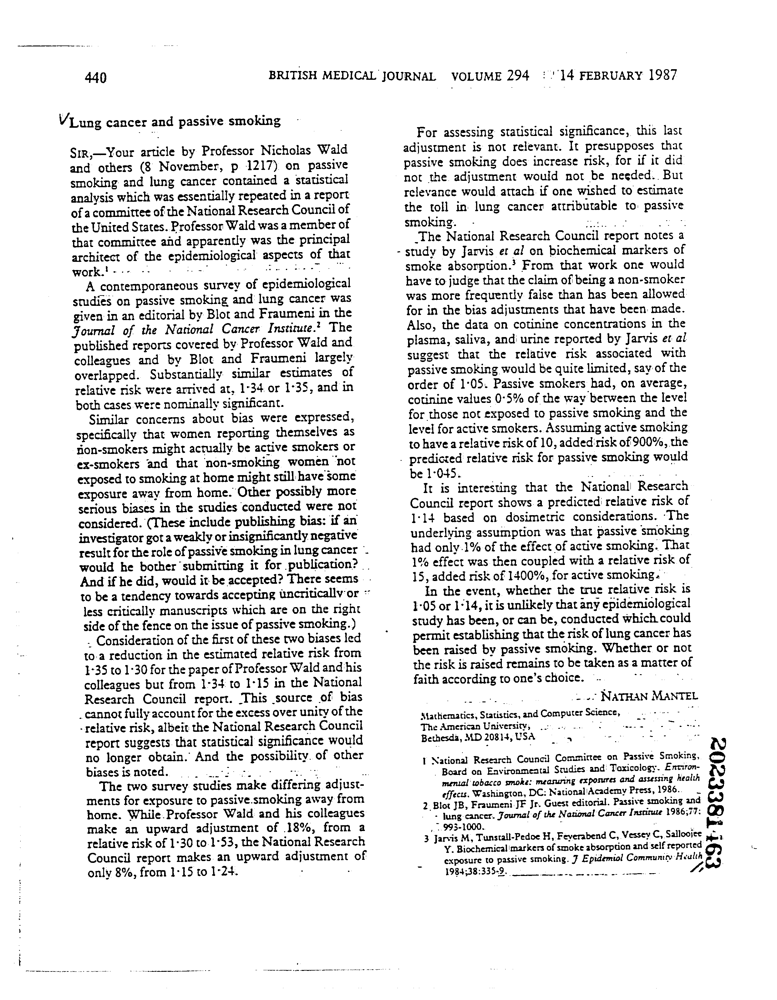 440
BRITISH MEDICAL JOURNAL VOLUME 294 14 FEBRUARY 1987
Lung cancer and passive smoking
SIR,—Your article by Professor Nicholas Wald
and others (8 November, p 1217) on passive
smoking and lung cancer contained a statistical
analysis which was essentially repeated in a report
of a committee of the National Research Council of
the United States. Professor Wald was a member of
that committee and apparently was the principal
architect of the epidemiological aspects of that
work.¹
A contemporaneous survey of epidemiological
studies on passive smoking and lung cancer was
given in an editorial by Blot and Fraumeni in the
Journal of the National Cancer Institute.² The
published reports covered by Professor Wald and
colleagues and by Blot and Fraumeni largely
overlapped. Substantially similar estimates of
relative risk were arrived at, 1·34 or 1·35, and in
both cases were nominally significant.
Similar concerns about bias were expressed,
specifically that women reporting themselves as
non-smokers might actually be active smokers or
ex-smokers and that non-smoking women not
exposed to smoking at home might still have some
exposure away from home. Other possibly more
serious biases in the studies conducted were not
considered. (These include publishing bias: if an
investigator got a weakly or insignificantly negative
result for the role of passive smoking in lung cancer
would he bother submitting it for publication?
And if he did, would it be accepted? There seems
to be a tendency towards accepting uncritically or
less critically manuscripts which are on the right
side of the fence on the issue of passive smoking.)
Consideration of the first of these two biases led
to a reduction in the estimated relative risk from
1·35 to 1·30 for the paper of Professor Wald and his
colleagues but from 1·34 to 1·15 in the National
Research Council report. This source of bias
cannot fully account for the excess over unity of the
relative risk, albeit the National Research Council
report suggests that statistical significance would
no longer obtain. And the possibility of other
biases is noted.
The two survey studies make differing adjust-
ments for exposure to passive smoking away from
home. While Professor Wald and his colleagues
make an upward adjustment of 18%, from a
relative risk of 1·30 to 1·53, the National Research
Council report makes an upward adjustment of
only 8%, from 1·15 to 1·24.
For assessing statistical significance, this last
adjustment is not relevant. It presupposes that
passive smoking does increase risk, for if it did
not the adjustment would not be needed. But
relevance would attach if one wished to estimate
the toll in lung cancer attributable to passive
smoking.
The National Research Council report notes a
study by Jarvis et al on biochemical markers of
smoke absorption.³ From that work one would
have to judge that the claim of being a non-smoker
was more frequently false than has been allowed
for in the bias adjustments that have been made.
Also, the data on cotinine concentrations in the
plasma, saliva, and urine reported by Jarvis et al
suggest that the relative risk associated with
passive smoking would be quite limited, say of the
order of 1·05. Passive smokers had, on average,
cotinine values 0·5% of the way between the level
for those not exposed to passive smoking and the
level for active smokers. Assuming active smoking
to have a relative risk of 10, added risk of 900%, the
predicted relative risk for passive smoking would
be 1·045.
It is interesting that the National Research
Council report shows a predicted relative risk of
1·14 based on dosimetric considerations. The
underlying assumption was that passive smoking
had only 1% of the effect of active smoking. That
1% effect was then coupled with a relative risk of
15, added risk of 1400%, for active smoking.
In the event, whether the true relative risk is
1·05 or 1·14, it is unlikely that any epidemiological
study has been, or can be, conducted which could
permit establishing that the risk of lung cancer has
been raised by passive smoking. Whether or not
the risk is raised remains to be taken as a matter of
faith according to one's choice.
NATHAN MANTEL
Mathematics, Statistics, and Computer Science,
The American University,
Bethesda, MD 20814, USA
1 National Research Council Committee on Passive Smoking,
Board on Environmental Studies and Toxicology. Environ-
mental tobacco smoke: measuring exposures and assessing health
effects. Washington, DC: National Academy Press, 1986.
2 Blot JB, Fraumeni JF Jr. Guest editorial. Passive smoking and
lung cancer. Journal of the National Cancer Institute 1986;77:
993-1000.
3 Jarvis M, Tunstall-Pedoe H, Feyerabend C, Vessey C, Sallooiee
Y. Biochemical markers of smoke absorption and self reported
exposure to passive smoking. J Epidemiol Community Health
1984;38:335-9.
2023381463